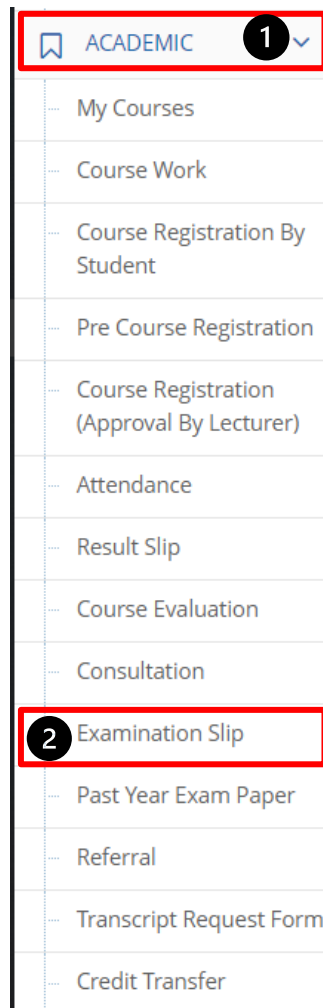 ACADEMIC 1
My Courses
Course Work
Course Registration By
Student
Pre Course Registration
Course Registration
(Approval By Lecturer)
Attendance
Result Slip
Course Evaluation
Consultation
2 Examination Slip
Past Year Exam Paper
Referral
Transcript Request Form
Credit Transfer